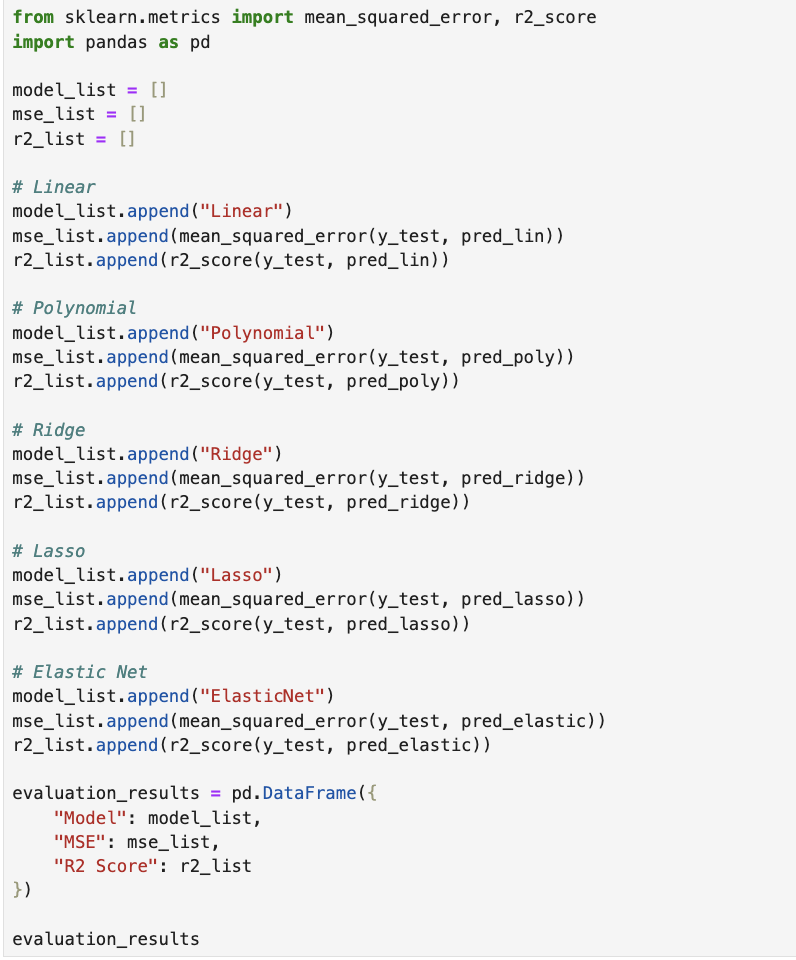 from sklearn.metrics import mean_squared_error, r2_score
import pandas as pd

model_list = []
mse_list = []
r2_list = []

# Linear
model_list.append("Linear")
mse_list.append(mean_squared_error(y_test, pred_lin))
r2_list.append(r2_score(y_test, pred_lin))

# Polynomial
model_list.append("Polynomial")
mse_list.append(mean_squared_error(y_test, pred_poly))
r2_list.append(r2_score(y_test, pred_poly))

# Ridge
model_list.append("Ridge")
mse_list.append(mean_squared_error(y_test, pred_ridge))
r2_list.append(r2_score(y_test, pred_ridge))

# Lasso
model_list.append("Lasso")
mse_list.append(mean_squared_error(y_test, pred_lasso))
r2_list.append(r2_score(y_test, pred_lasso))

# Elastic Net
model_list.append("ElasticNet")
mse_list.append(mean_squared_error(y_test, pred_elastic))
r2_list.append(r2_score(y_test, pred_elastic))

evaluation_results = pd.DataFrame({
    "Model": model_list,
    "MSE": mse_list,
    "R2 Score": r2_list
})

evaluation_results